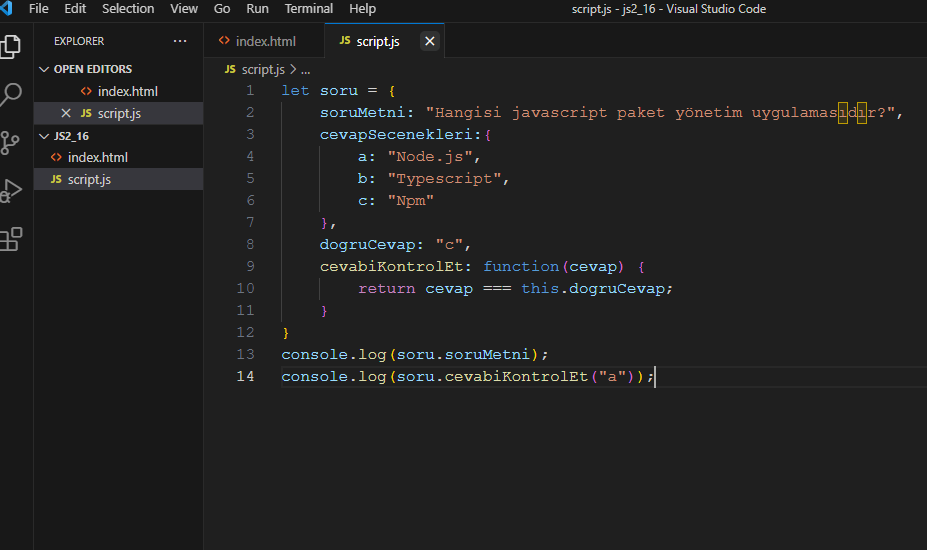 File Edit Selection View Go Run Terminal Help script.js - js2_16 - Visual Studio Code
EXPLORER ...
OPEN EDITORS
index.html
JS script.js
JS2_16
index.html
JS script.js
index.html JS script.js
JS script.js > ...
1 let soru = {
2 soruMetni: "Hangisi javascript paket yönetim uygulamasıdır?",
3 cevapSecenekleri:{
4 a: "Node.js",
5 b: "Typescript",
6 c: "Npm"
7 },
8 dogruCevap: "c",
9 cevabiKontrolEt: function(cevap) {
10 return cevap === this.dogruCevap;
11 }
12 }
13 console.log(soru.soruMetni);
14 console.log(soru.cevabiKontrolEt("a"));